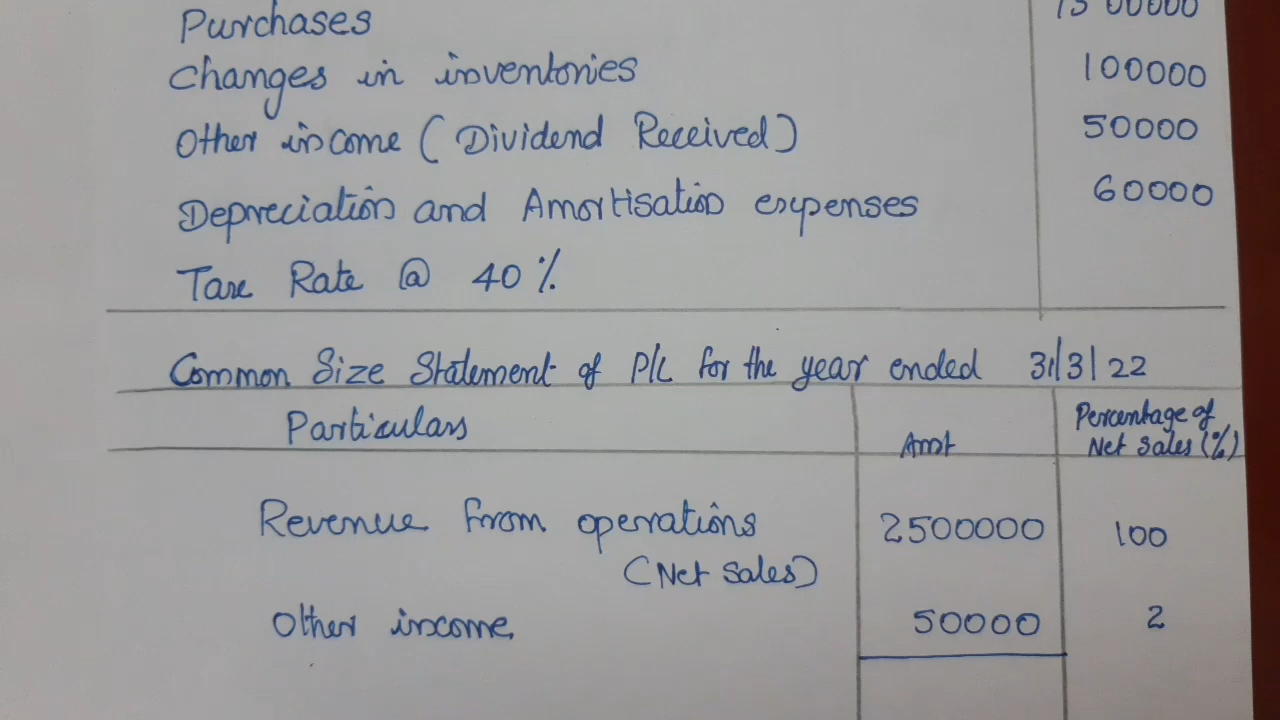 Purchases 1500000
Changes in inventories 100000
Other income (Dividend Received) 50000
Depreciation and Amortisation expenses 60000
Tax Rate @ 40%
Common Size Statement of P/L for the year ended 31/3/22
Particulars Amt Percentage of Net Sales (%)
Revenue from operations 2500000 100
(Net Sales)
Other income 50000 2